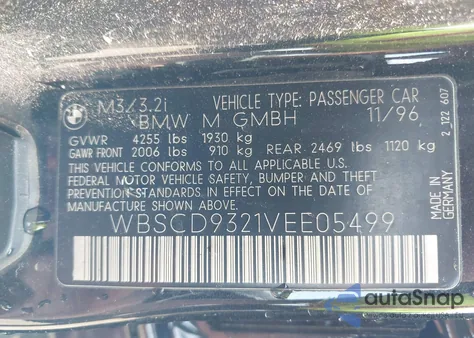 M3/3.2i VEHICLE TYPE: PASSENGER CAR
BMW M GMBH 11/96
GVWR 4255 lbs 1930 kg
GAWR FRONT 2006 lbs 910 kg REAR 2469 lbs 1120 kg
THIS VEHICLE CONFORMS TO ALL APPLICABLE U.S.
FEDERAL MOTOR VEHICLE SAFETY, BUMPER AND THEFT
PREVENTION STANDARDS IN EFFECT ON THE DATE OF
MANUFACTURE SHOWN ABOVE.
WBSCD9321VEE05499
2_122 607
MADE IN
GERMANY
autoSnap